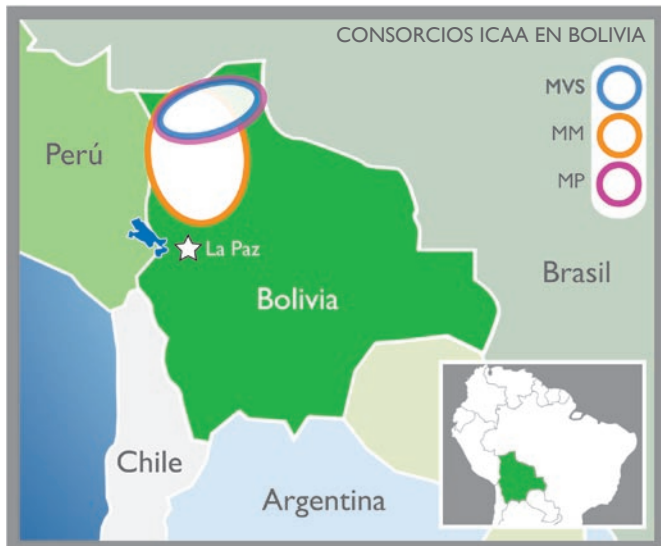 CONSORCIOS ICAA EN BOLIVIA
MVS
MM
MP
Perú
La Paz
Brasil
Bolivia
Chile
Argentina